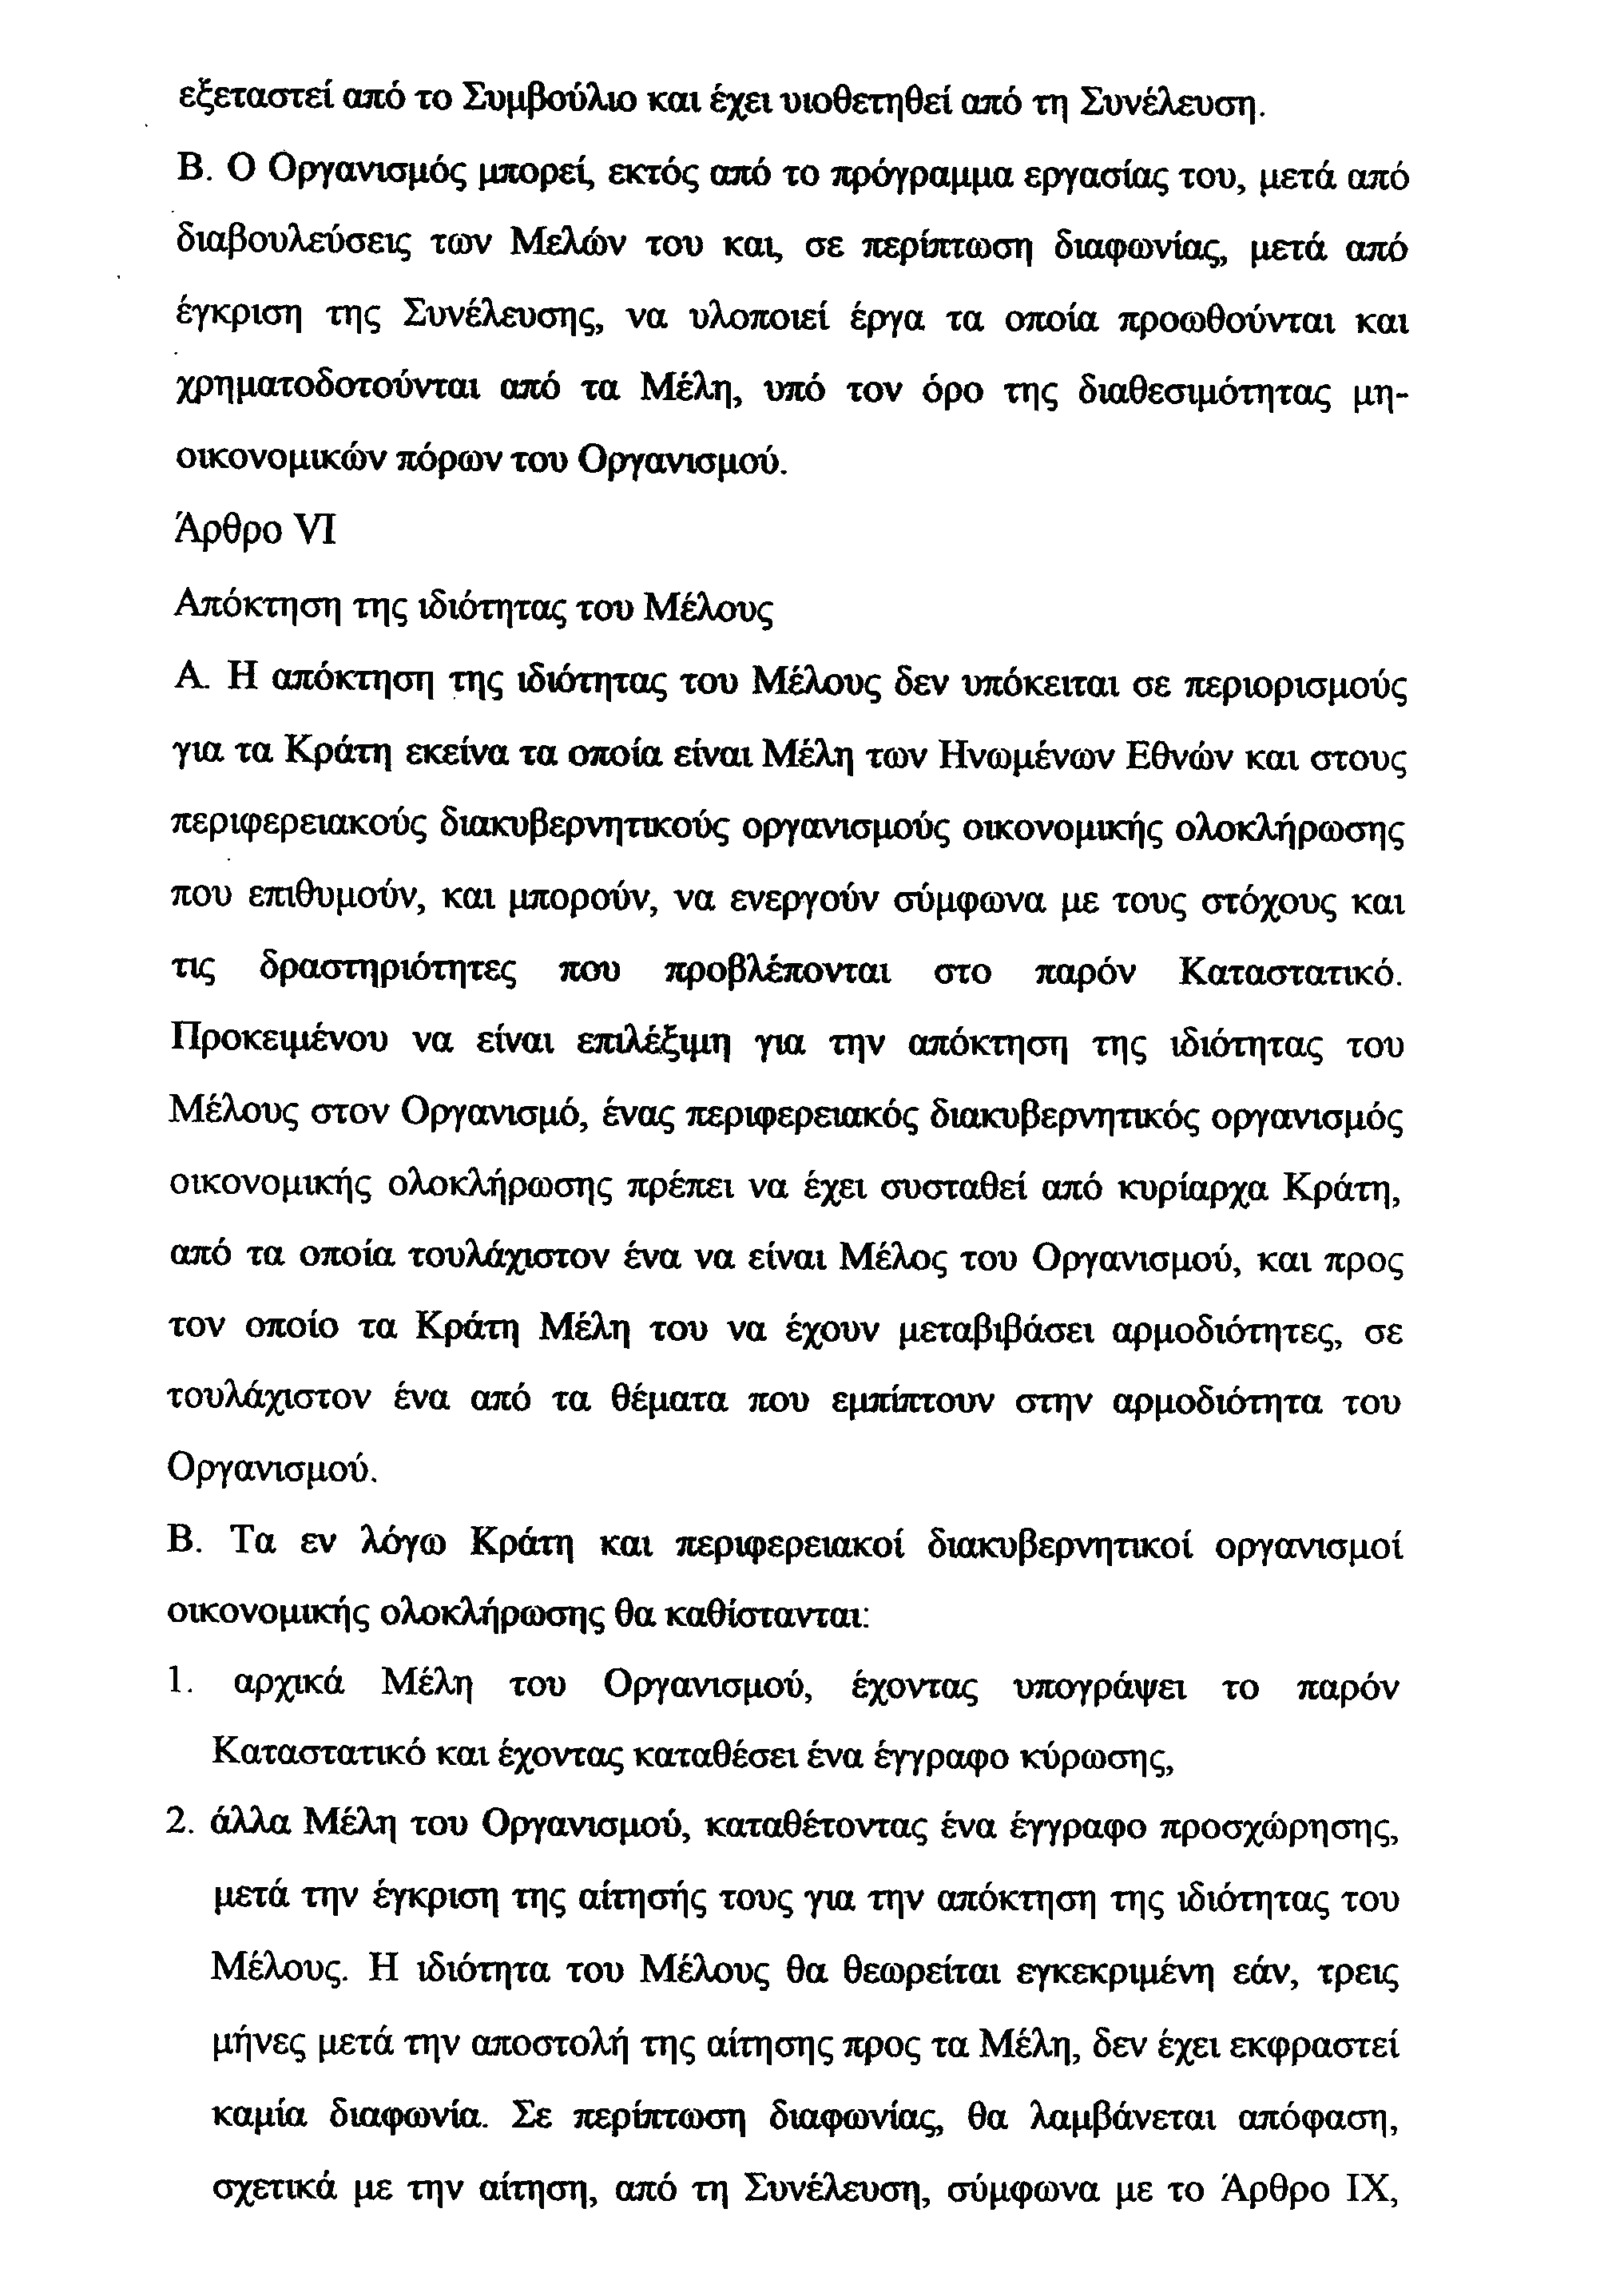 εξεταστεί από το Συμβούλιο και έχει υιοθετηθεί από τη Συνέλευση.
Β. Ο Οργανισμός μπορεί, εκτός από το πρόγραμμα εργασίας του, μετά από
διαβουλεύσεις των Μελών του και, σε περίπτωση διαφωνίας, μετά από
έγκριση της Συνέλευσης, να υλοποιεί έργα τα οποία προωθούνται και
χρηματοδοτούνται από τα Μέλη, υπό τον όρο της διαθεσιμότητας μη-
οικονομικών πόρων του Οργανισμού.
Άρθρο VI
Απόκτηση της ιδιότητας του Μέλους
Α. Η απόκτηση της ιδιότητας του Μέλους δεν υπόκειται σε περιορισμούς
για τα Κράτη εκείνα τα οποία είναι Μέλη των Ηνωμένων Εθνών και στους
περιφερειακούς διακυβερνητικούς οργανισμούς οικονομικής ολοκλήρωσης
που επιθυμούν, και μπορούν, να ενεργούν σύμφωνα με τους στόχους και
τις δραστηριότητες που προβλέπονται στο παρόν Καταστατικό.
Προκειμένου να είναι επιλέξιμη για την απόκτηση της ιδιότητας του
Μέλους στον Οργανισμό, ένας περιφερειακός διακυβερνητικός οργανισμός
οικονομικής ολοκλήρωσης πρέπει να έχει συσταθεί από κυρίαρχα Κράτη,
από τα οποία τουλάχιστον ένα να είναι Μέλος του Οργανισμού, και προς
τον οποίο τα Κράτη Μέλη του να έχουν μεταβιβάσει αρμοδιότητες, σε
τουλάχιστον ένα από τα θέματα που εμπίπτουν στην αρμοδιότητα του
Οργανισμού.
Β. Τα εν λόγω Κράτη και περιφερειακοί διακυβερνητικοί οργανισμοί
οικονομικής ολοκλήρωσης θα καθίστανται:
1. αρχικά Μέλη του Οργανισμού, έχοντας υπογράψει το παρόν
Καταστατικό και έχοντας καταθέσει ένα έγγραφο κύρωσης,
2. άλλα Μέλη του Οργανισμού, καταθέτοντας ένα έγγραφο προσχώρησης,
μετά την έγκριση της αίτησής τους για την απόκτηση της ιδιότητας του
Μέλους. Η ιδιότητα του Μέλους θα θεωρείται εγκεκριμένη εάν, τρεις
μήνες μετά την αποστολή της αίτησης προς τα Μέλη, δεν έχει εκφραστεί
καμία διαφωνία. Σε περίπτωση διαφωνίας, θα λαμβάνεται απόφαση,
σχετικά με την αίτηση, από τη Συνέλευση, σύμφωνα με το Άρθρο ΙΧ,